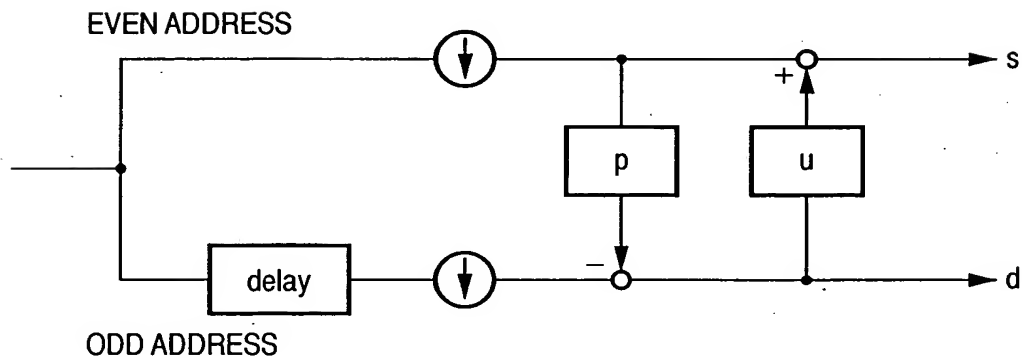 EVEN ADDRESS
s
+
p
u
−
delay
d
ODD ADDRESS